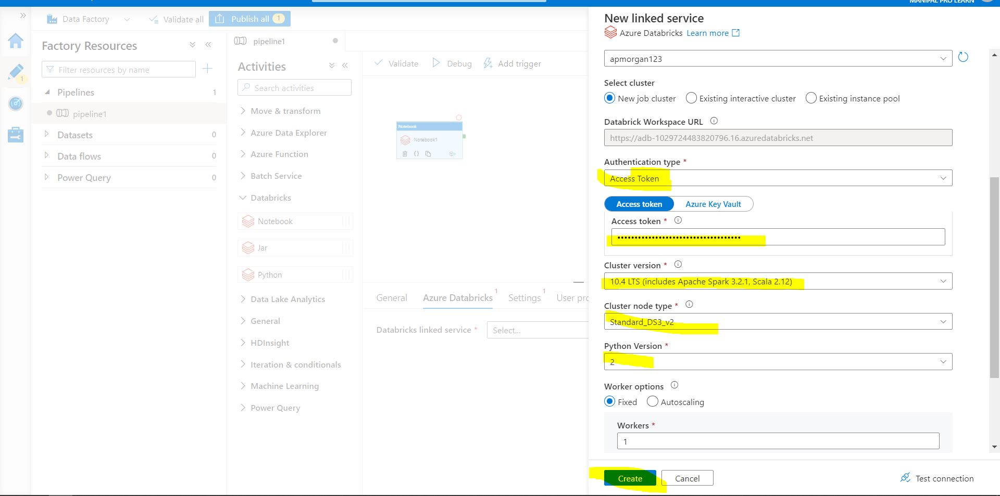 MANIPAL PRO LEARN
Data Factory
Validate all
Publish all 1
Factory Resources
Filter resources by name
1
Pipelines 1
pipeline1
Datasets 0
Data flows 0
Power Query 0
pipeline1
Activities
Search activities
Move & transform
Azure Data Explorer
Azure Function
Batch Service
Databricks
Notebook
Jar
Python
Data Lake Analytics
General
HDInsight
Iteration & conditionals
Machine Learning
Power Query
Validate
Debug
Add trigger
Notebook
Notebook1
General
Azure Databricks 1
Settings 1
User pro
Databricks linked service *
Select...
New linked service
Azure Databricks Learn more
apmorgan123
Select cluster
New job cluster Existing interactive cluster Existing instance pool
Databrick Workspace URL
https://adb-1029724483820796.16.azuredatabricks.net
Authentication type *
Access Token
Access token Azure Key Vault
Access token *
••••••••••••••••••••••••••••••••••••
Cluster version *
10.4 LTS (includes Apache Spark 3.2.1, Scala 2.12)
Cluster node type *
Standard_DS3_v2
Python Version *
2
Worker options
Fixed Autoscaling
Workers *
1
Create Cancel Test connection